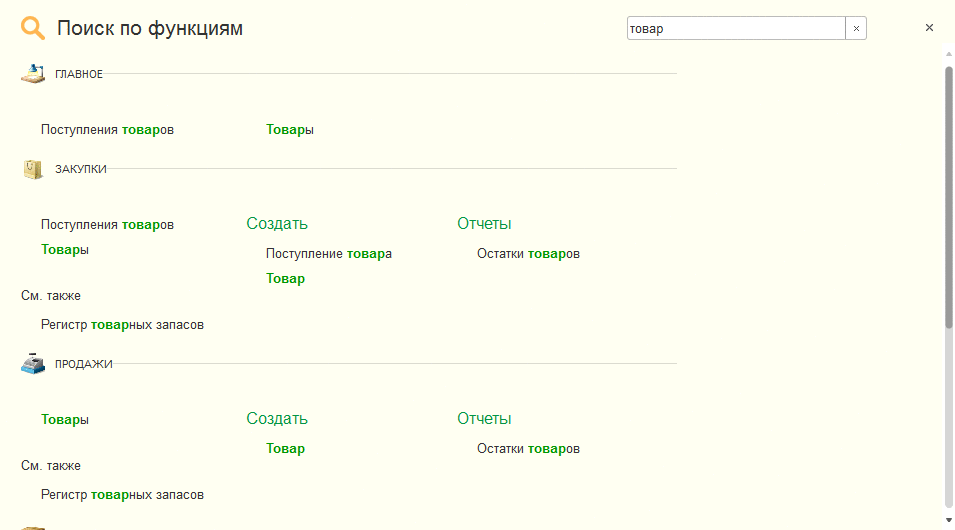 Поиск по функциям
товар
ГЛАВНОЕ
Поступления товаров
Товары
ЗАКУПКИ
Поступления товаров
Товары
Создать
Поступление товара
Товар
Отчеты
Остатки товаров
См. также
Регистр товарных запасов
ПРОДАЖИ
Товары
Создать
Товар
Отчеты
Остатки товаров
См. также
Регистр товарных запасов